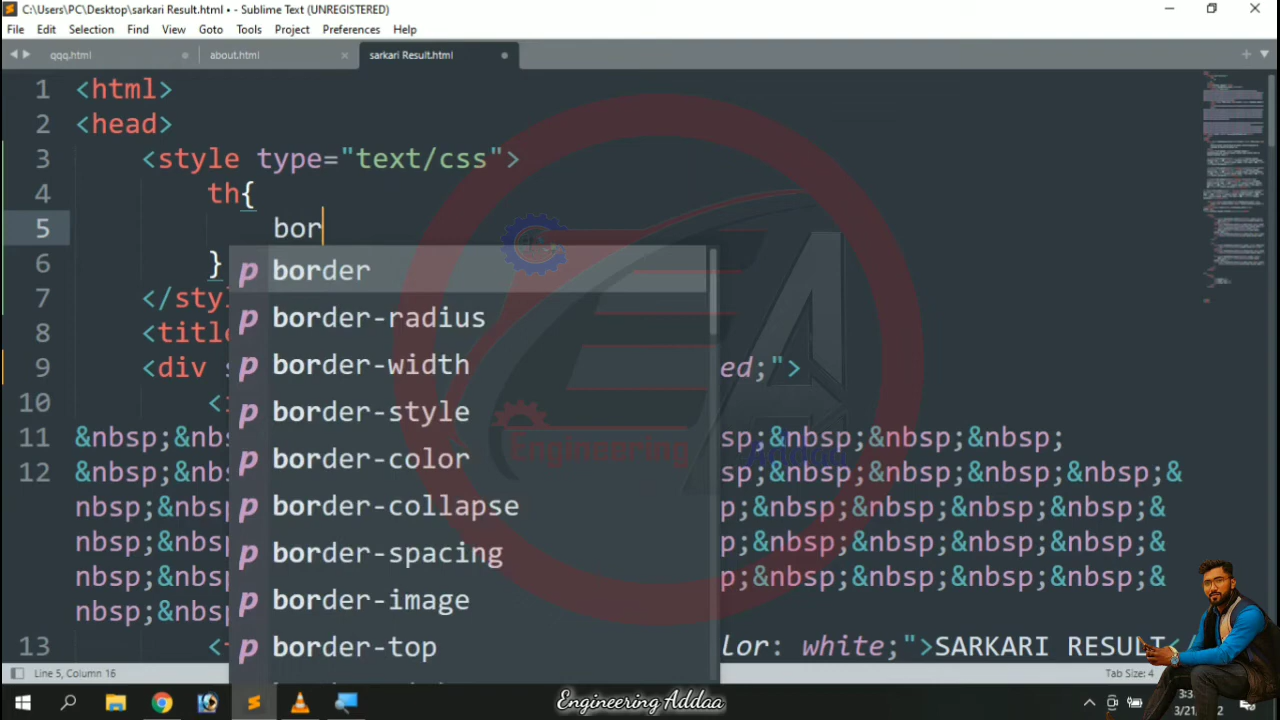 C:\Users\PC\Desktop\sarkari Result.html • - Sublime Text (UNREGISTERED)
File Edit Selection Find View Goto Tools Project Preferences Help
qqq.html about.html sarkari Result.html
1 <html>
2 <head>
3 <style type="text/css">
4 th{
5 bor
6 }
7 </sty
8 <title
9 <div s ed;">
10 <
11 &nbsp;&nbs sp;&nbsp;&nbsp;&nbsp;
12 &nbsp;&nbs sp;&nbsp;&nbsp;&nbsp;&nbsp;&
nbsp;&nbsp p;&nbsp;&nbsp;&nbsp;&nbsp;&
nbsp;&nbsp p;&nbsp;&nbsp;&nbsp;&nbsp;&
nbsp;&nbsp p;&nbsp;&nbsp;&nbsp;&nbsp;&
nbsp;&nbsp
13 lor: white;">SARKARI RESULT</
p border
p border-radius
p border-width
p border-style
p border-color
p border-collapse
p border-spacing
p border-image
p border-top
Engineering Addaa
Line 5, Column 16
Tab Size: 4
Engineering Addaa